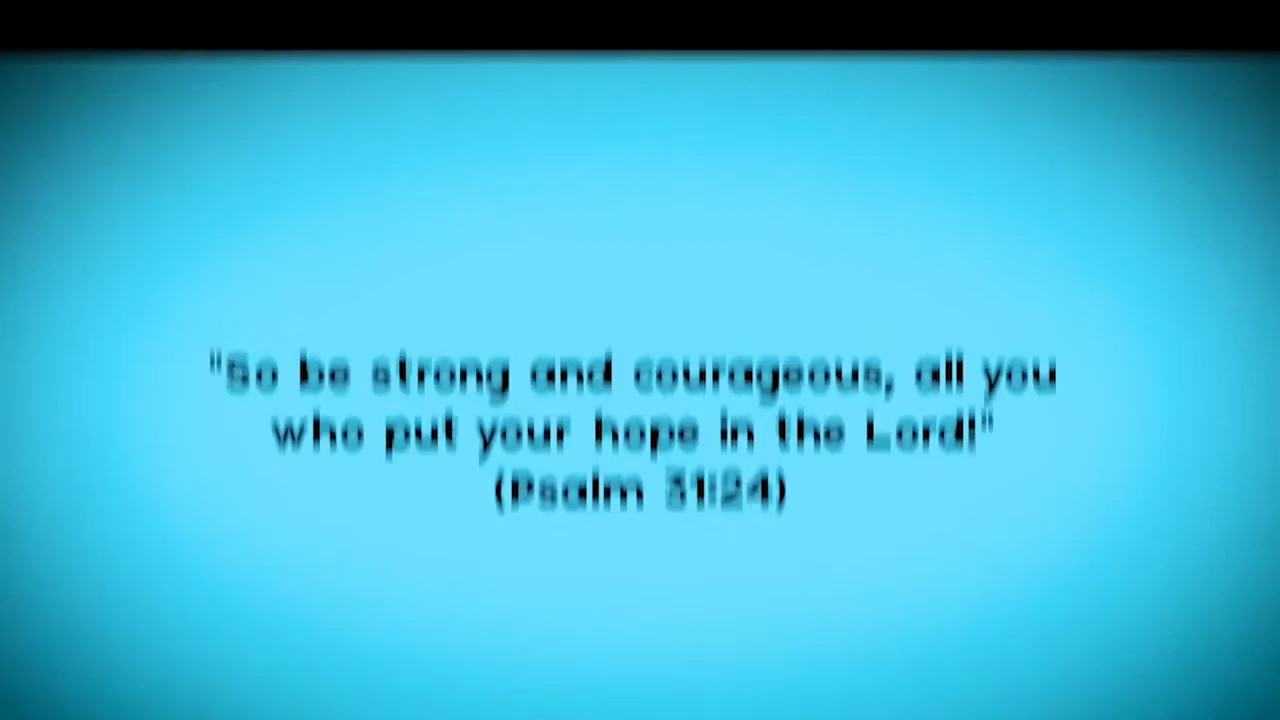 "So be strong and courageous, all you
who put your hope in the Lord!"
(Psalm 31:24)